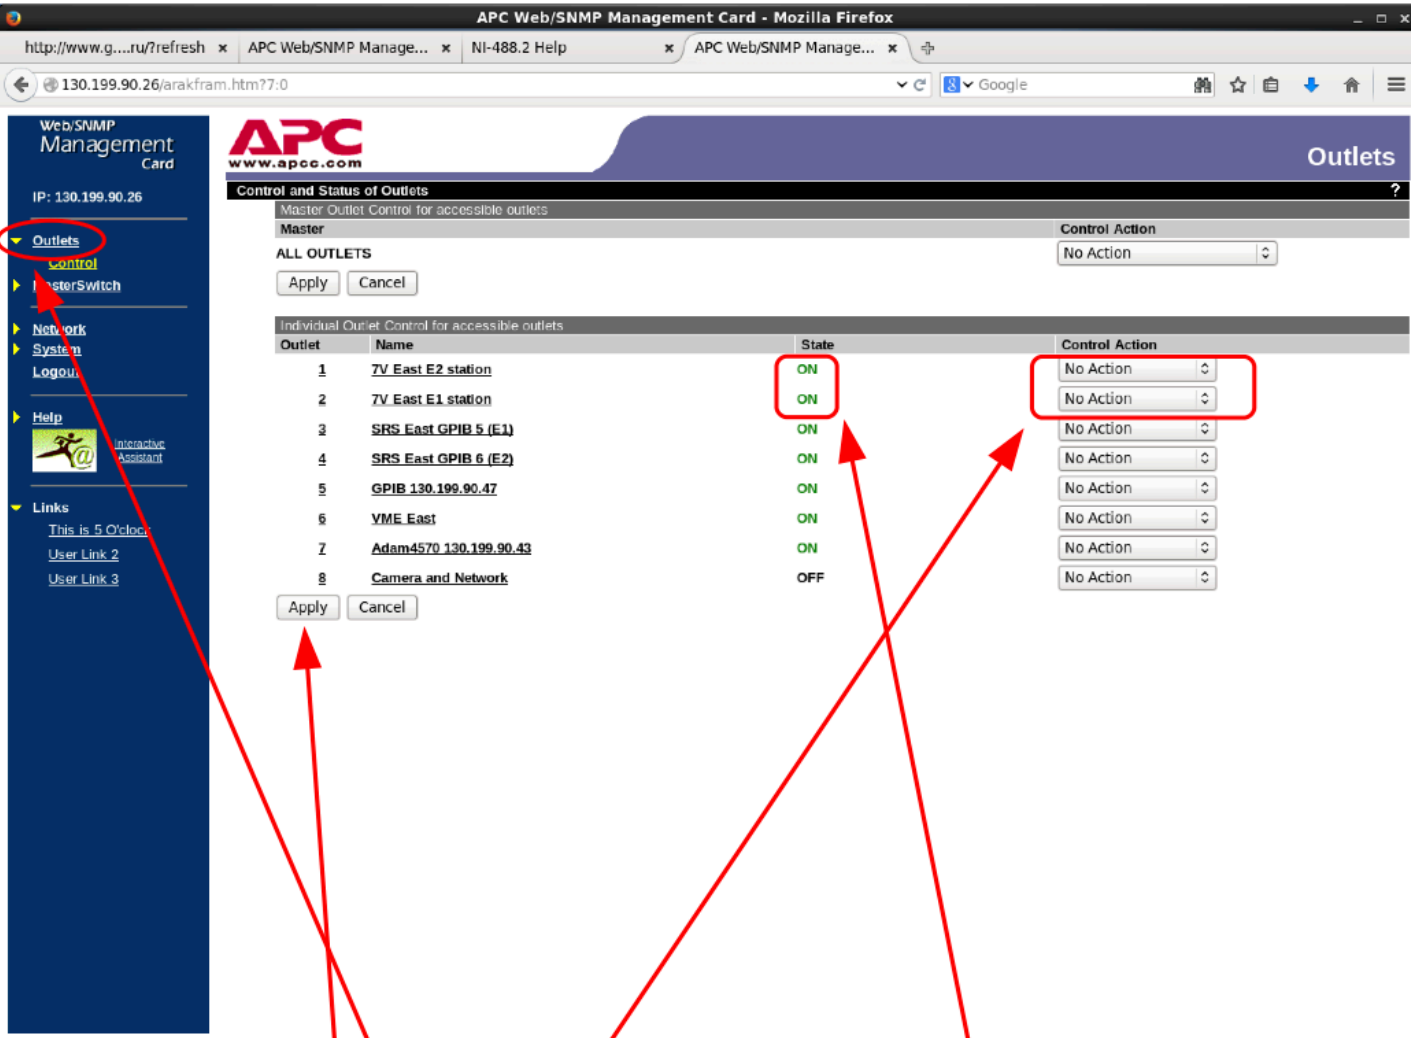 APC Web/SNMP Management Card - Mozilla Firefox
http://www.g....ru/?refresh APC Web/SNMP Manage... NI-488.2 Help APC Web/SNMP Manage...
130.199.90.26/arakfram.htm?7:0 Google
Web/SNMP
Management
Card
IP: 130.199.90.26
Outlets
Control
MasterSwitch
Network
System
Logout
Help
Interactive
Assistant
Links
This is 5 O'clock
User Link 2
User Link 3
APC
www.apcc.com
Outlets
Control and Status of Outlets ?
Master Outlet Control for accessible outlets
Master Control Action
ALL OUTLETS No Action
Apply Cancel
Individual Outlet Control for accessible outlets
Outlet Name State Control Action
1 7V East E2 station ON No Action
2 7V East E1 station ON No Action
3 SRS East GPIB 5 (E1) ON No Action
4 SRS East GPIB 6 (E2) ON No Action
5 GPIB 130.199.90.47 ON No Action
6 VME East ON No Action
7 Adam4570 130.199.90.43 ON No Action
8 Camera and Network OFF No Action
Apply Cancel